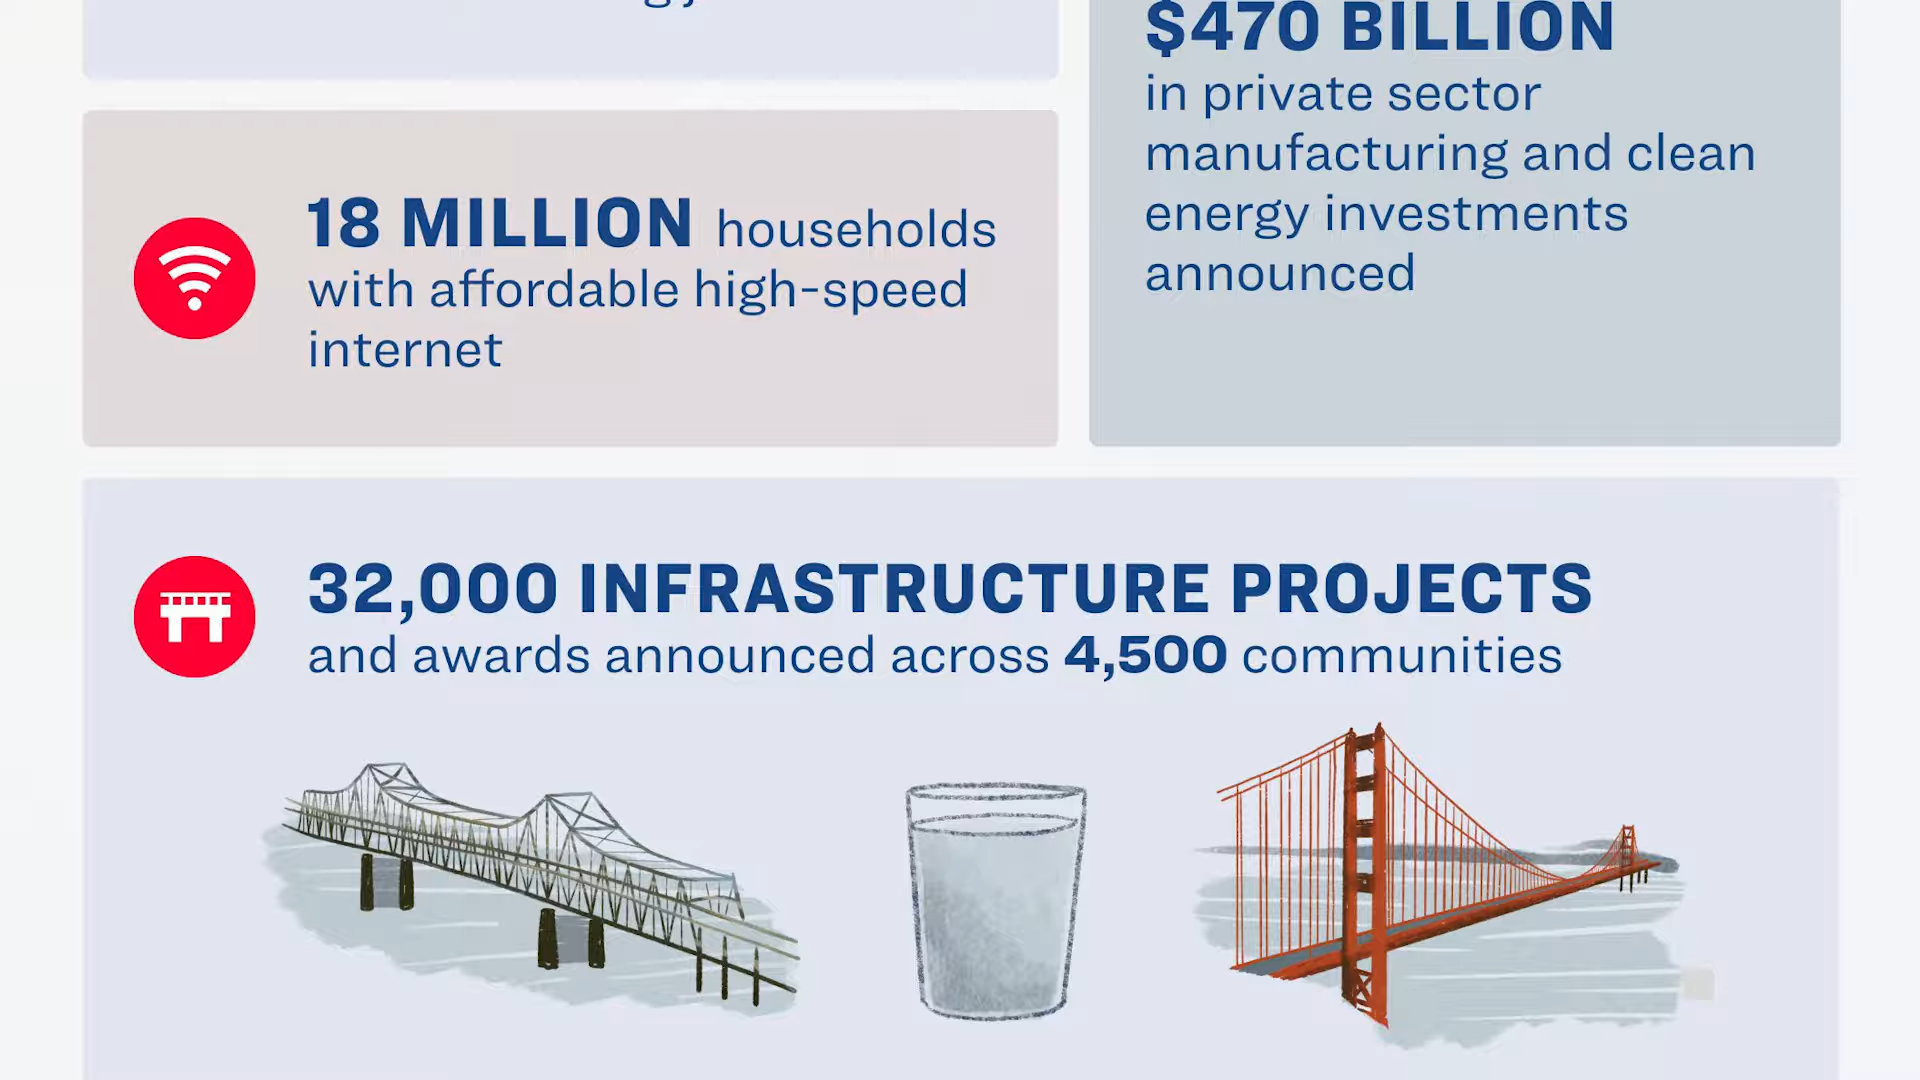 $470 BILLION
in private sector
manufacturing and clean
energy investments
announced
18 MILLION households
with affordable high-speed
internet
32,000 INFRASTRUCTURE PROJECTS
and awards announced across 4,500 communities